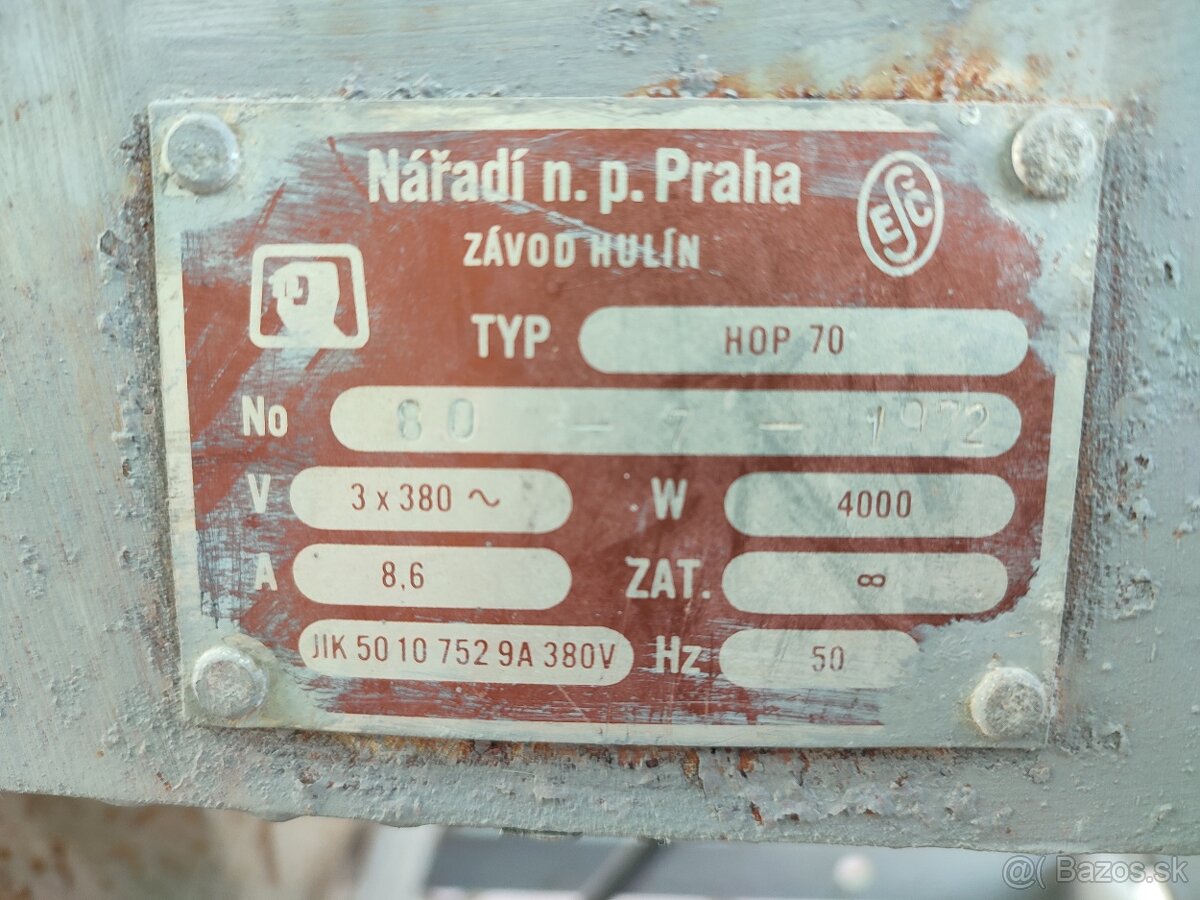 Nářadí n. p. Praha
ESČ
ZÁVOD HULÍN
TYP HOP 70
No 80 - 7 - 1972
V 3 x 380 ~ W 4000
A 8,6 ZAT. ∞
JIK 50 10 752 9A 380V Hz 50
@ Bazos.sk